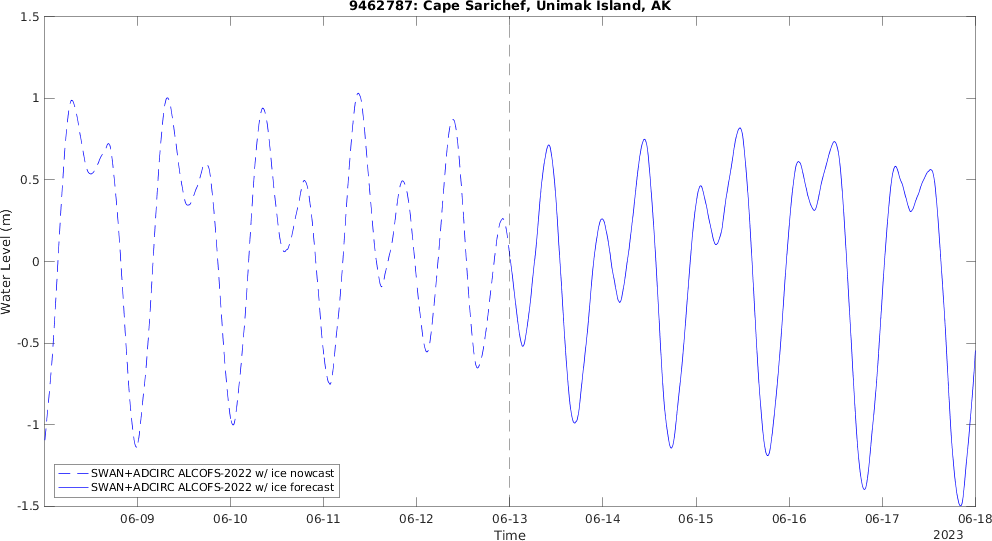 9462787: Cape Sarichef, Unimak Island, AK
1.5
1
0.5
0
-0.5
-1
-1.5
Water Level (m)
SWAN+ADCIRC ALCOFS-2022 w/ ice nowcast
SWAN+ADCIRC ALCOFS-2022 w/ ice forecast
06-09 06-10 06-11 06-12 06-13 06-14 06-15 06-16 06-17 06-18
Time
2023